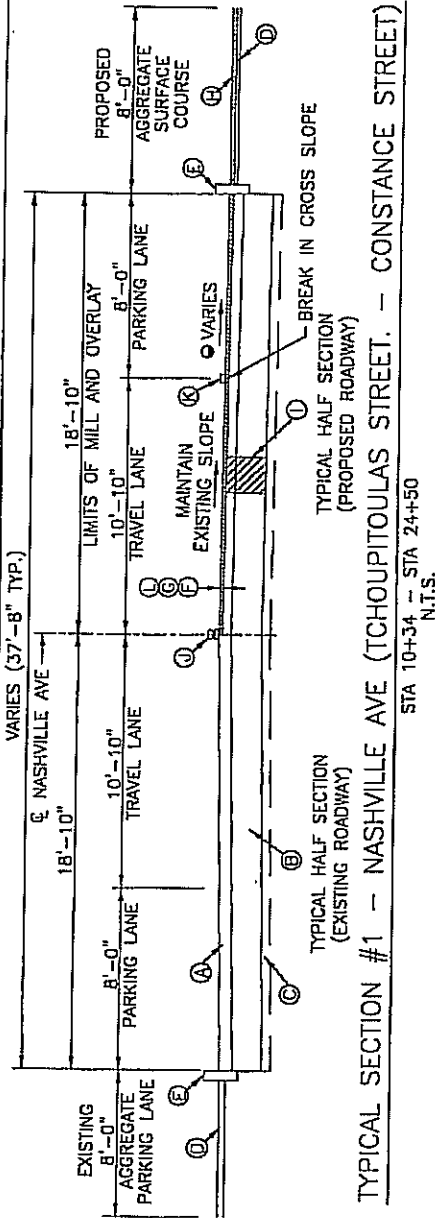 VARIES (37'-8" TYP.)
℄ NASHVILLE AVE
18'-10"
18'-10"
LIMITS OF MILL AND OVERLAY
EXISTING
8'-0"
AGGREGATE
PARKING LANE
8'-0"
PARKING LANE
10'-10"
TRAVEL LANE
10'-10"
TRAVEL LANE
8'-0"
PARKING LANE
PROPOSED
8'-0"
AGGREGATE
SURFACE
COURSE
MAINTAIN
EXISTING SLOPE
VARIES
D
E
A
B
C
J
L
G
F
K
I
E
H
D
BREAK IN CROSS SLOPE
TYPICAL HALF SECTION
(EXISTING ROADWAY)
TYPICAL HALF SECTION
(PROPOSED ROADWAY)
TYPICAL SECTION #1 - NASHVILLE AVE (TCHOUPITOULAS STREET. - CONSTANCE STREET)
STA 10+34 - STA 24+50
N.T.S.